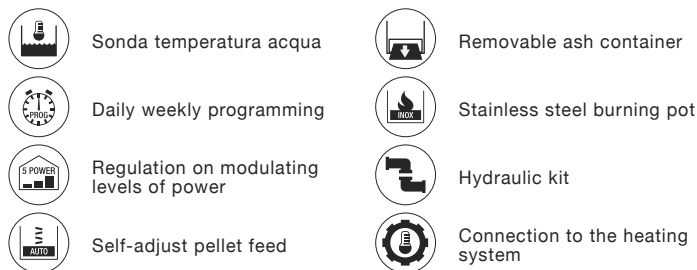 Sonda temperatura acqua
PROG.
Daily weekly programming
5 POWER
Regulation on modulating
levels of power
AUTO
Self-adjust pellet feed
Removable ash container
INOX
Stainless steel burning pot
Hydraulic kit
Connection to the heating
system